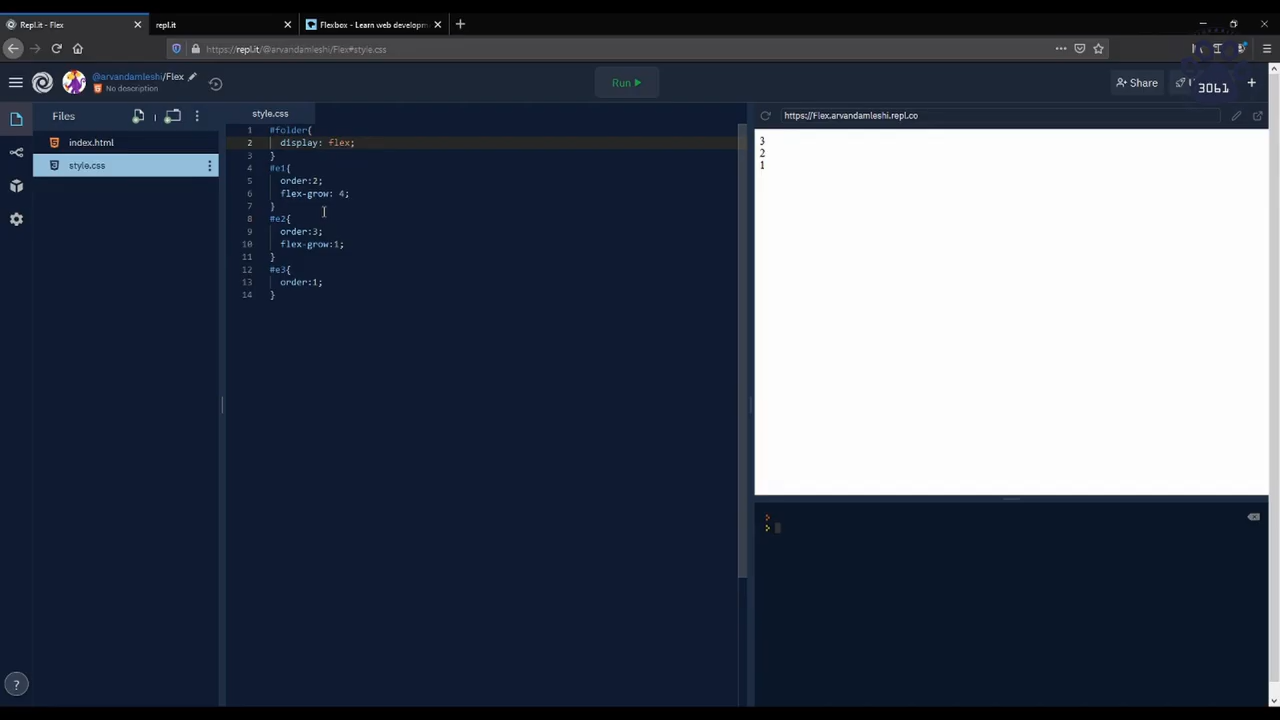 Repl.it - Flex
repl.it
Flexbox - Learn web developm
https://repl.it/@arvandamleshi/Flex#style.css
@arvandamleshi/Flex
No description
Run
Share
3061
Files
index.html
style.css
style.css
1 #folder{
2 display: flex;
3 }
4 #e1{
5 order:2;
6 flex-grow: 4;
7 }
8 #e2{
9 order:3;
10 flex-grow:1;
11 }
12 #e3{
13 order:1;
14 }
https://Flex.arvandamleshi.repl.co
3
2
1
>
>
?